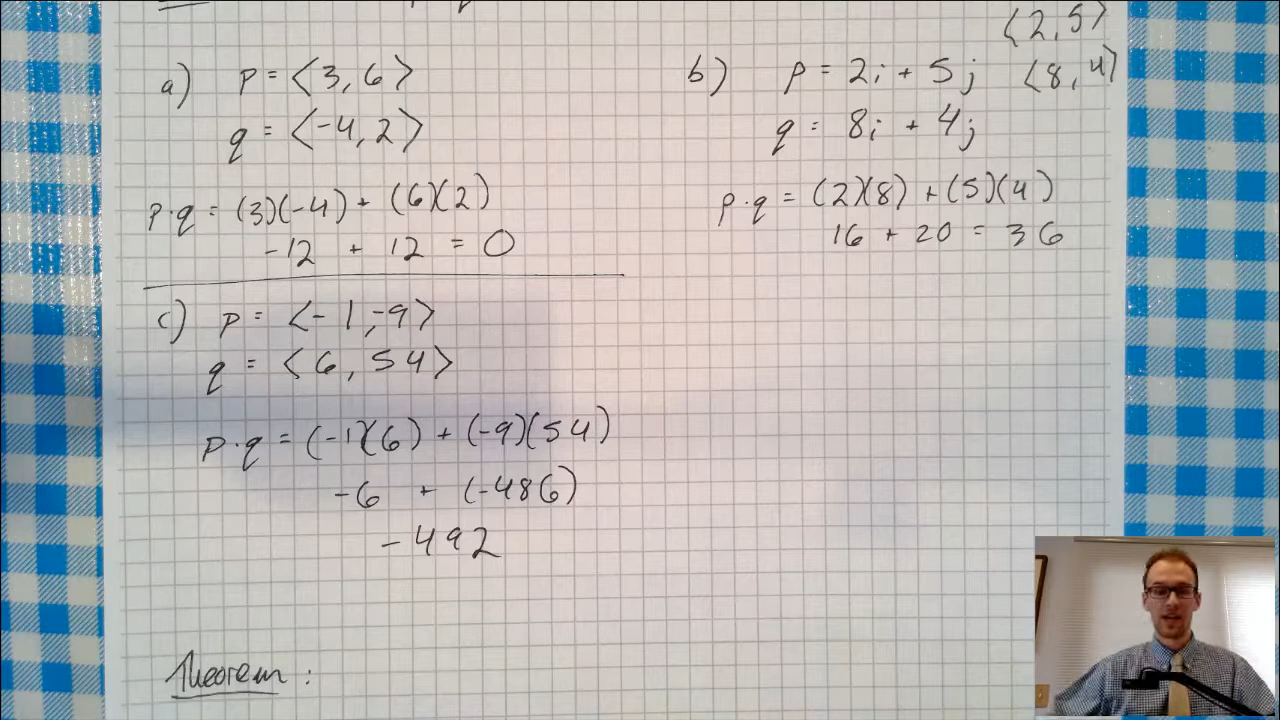 a) p = ⟨3, 6⟩
q = ⟨-4, 2⟩
p·q = (3)(-4) + (6)(2)
-12 + 12 = 0
⟨2, 5⟩
b) p = 2i + 5j ⟨8, 4⟩
q = 8i + 4j
p·q = (2)(8) + (5)(4)
16 + 20 = 36
c) p = ⟨-1, -9⟩
q = ⟨6, 54⟩
p·q = (-1)(6) + (-9)(54)
-6 + (-486)
-492
Theorem: